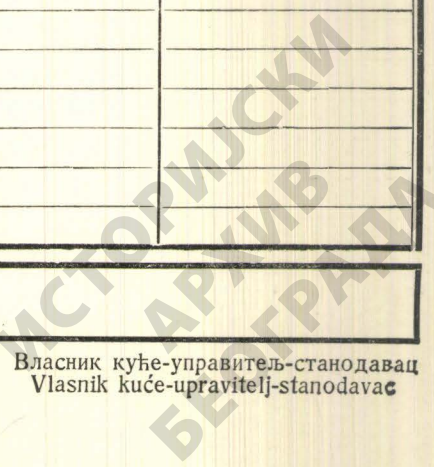 ИСТОРИЈСКИ
АРХИВ
БЕОГРАДА
Власник куће-управитељ-станодавац
Vlasnik kuće-upravitelj-stanodavac